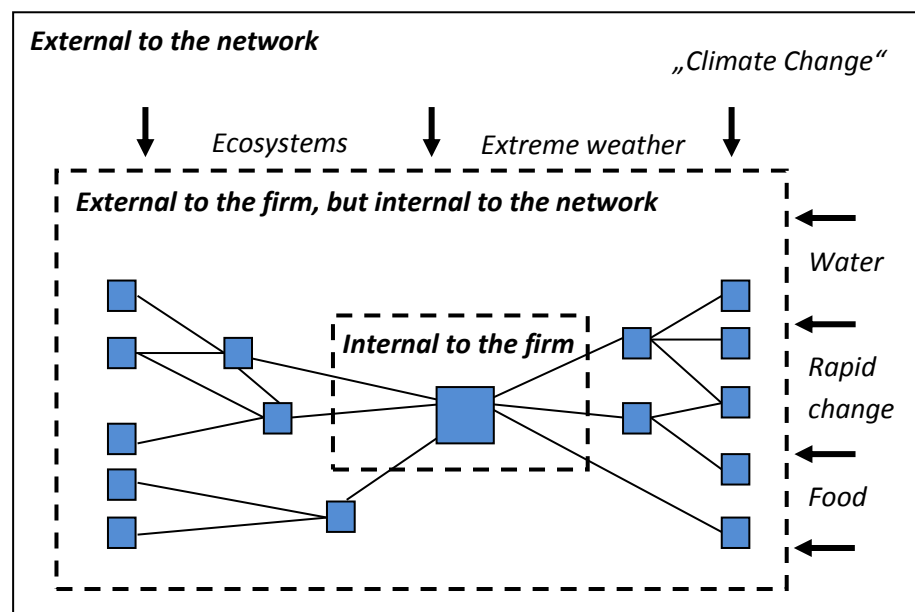 External to the network
„Climate Change“
Ecosystems
Extreme weather
External to the firm, but internal to the network
Water
Internal to the firm
Rapid
change
Food